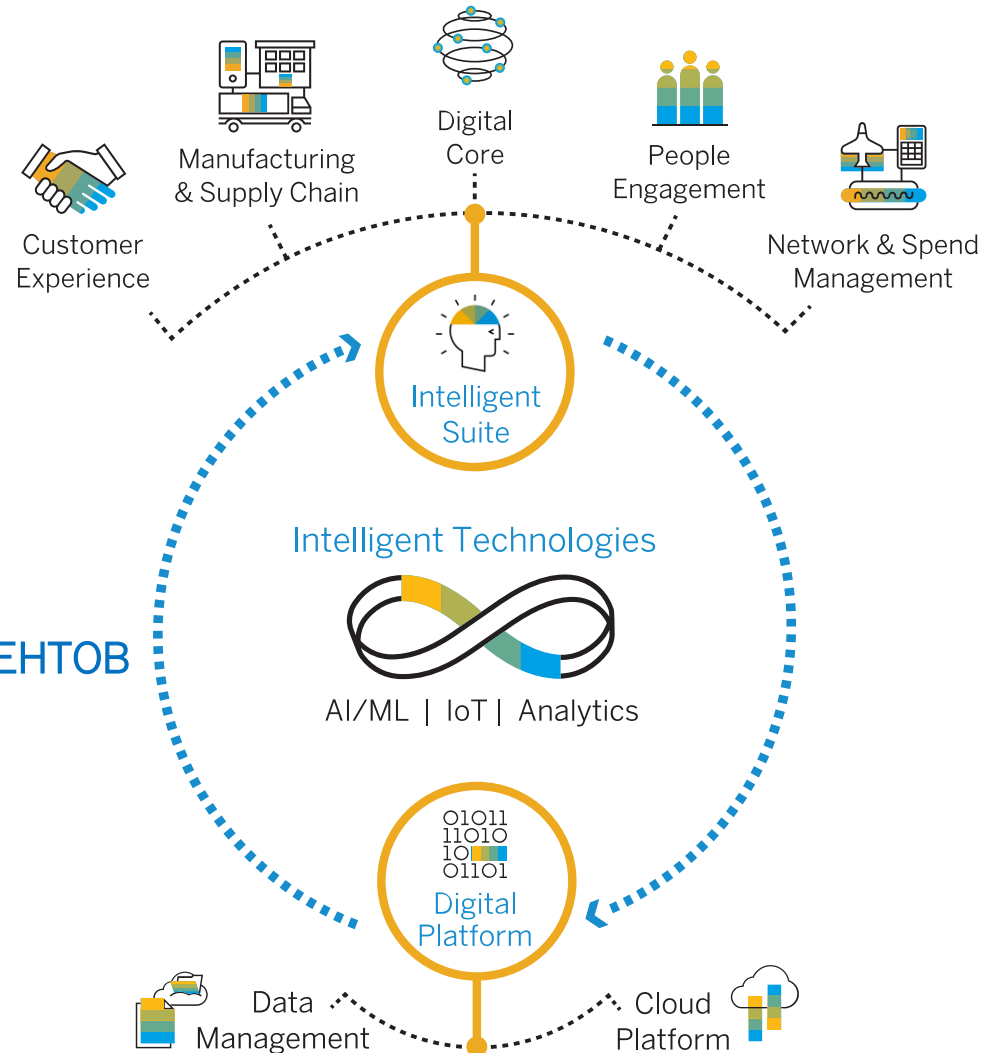 Digital
Core
Manufacturing
& Supply Chain
People
Engagement
Customer
Experience
Network & Spend
Management
Intelligent
Suite
Intelligent Technologies
ЕНТОВ
AI/ML | IoT | Analytics
01011
11010
10
01101
Digital
Platform
Data
Management
Cloud
Platform